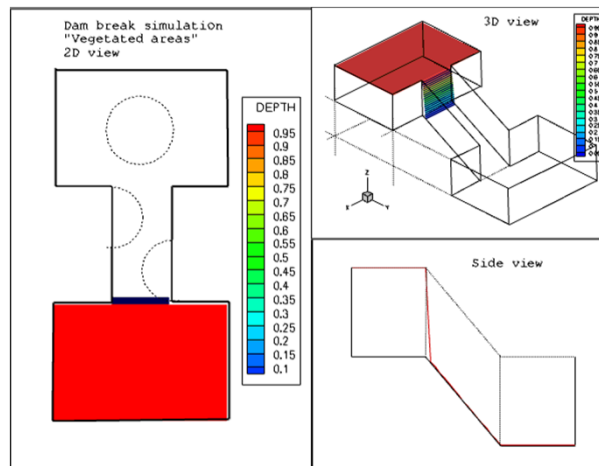 Dam break simulation
"Vegetated areas"
2D view
DEPTH
0.95
0.9
0.85
0.8
0.75
0.7
0.65
0.6
0.55
0.5
0.45
0.4
0.35
0.3
0.25
0.2
0.15
0.1
3D view
DEPTH
Z
X
Y
Side view